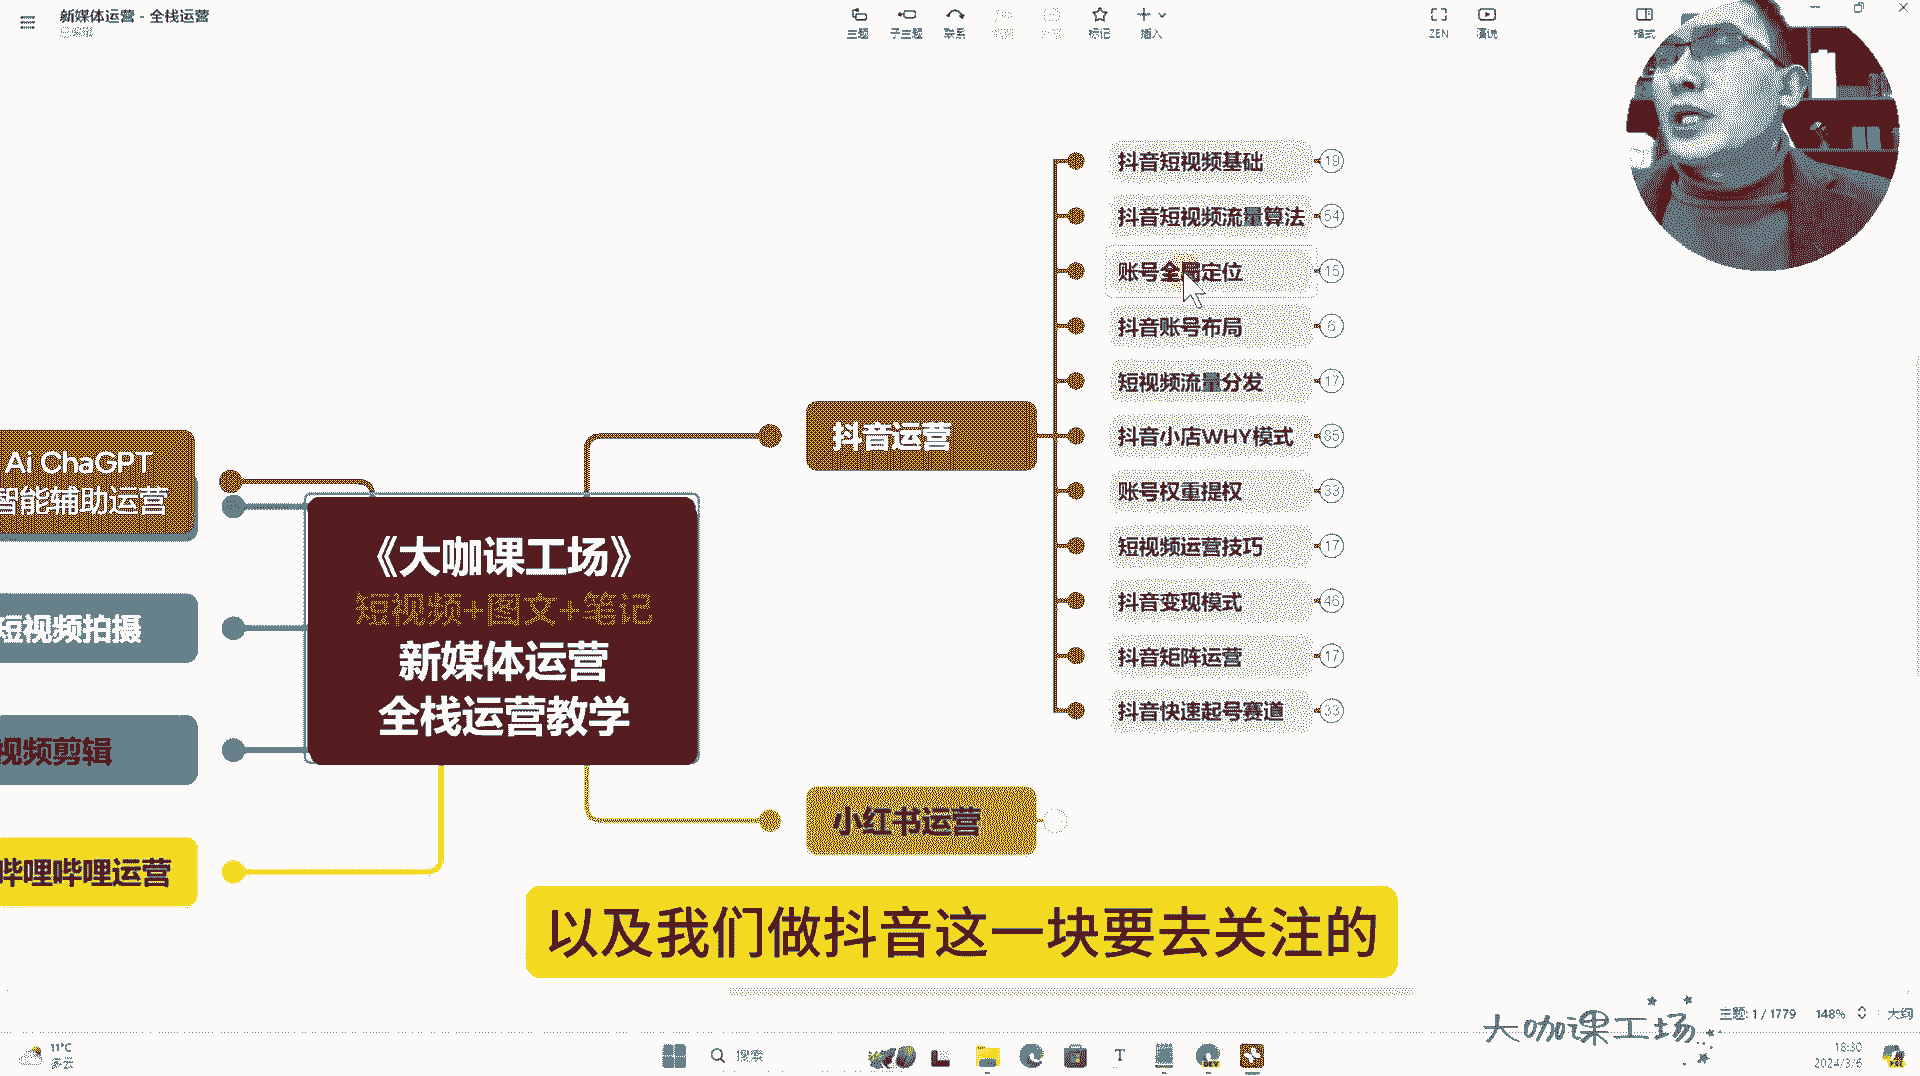 新媒体运营 - 全栈运营
已编辑
主题
子主题
联系
标记
插入
ZEN
演说
格式
抖音短视频基础 19
抖音短视频流量算法 54
账号全局定位 15
抖音账号布局 6
短视频流量分发 17
抖音运营
抖音小店WHY模式 85
账号权重提权 33
短视频运营技巧 17
抖音变现模式 46
抖音矩阵运营 17
抖音快速起号赛道 33
Ai ChaGPT
智能辅助运营
短视频拍摄
视频剪辑
哔哩哔哩运营
《大咖课工场》
短视频+图文+笔记
新媒体运营
全栈运营教学
小红书运营
以及我们做抖音这一块要去关注的
大咖课工场
主题: 1 / 1779
148%
大纲
11°C
多云
搜索
18:30
2024/3/6